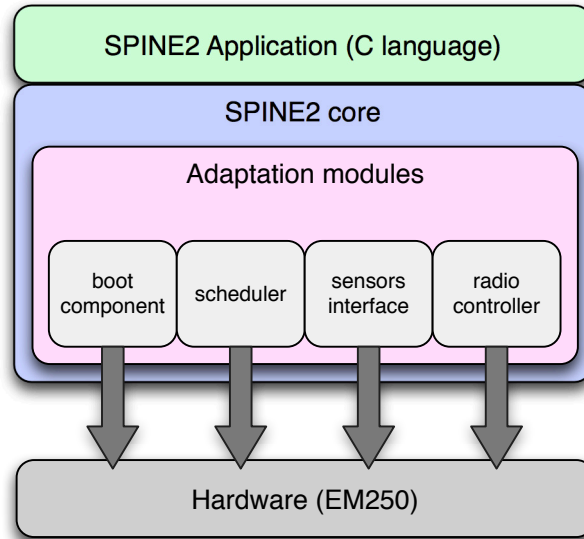 SPINE2 Application (C language)
SPINE2 core
Adaptation modules
boot
component
scheduler
sensors
interface
radio
controller
Hardware (EM250)